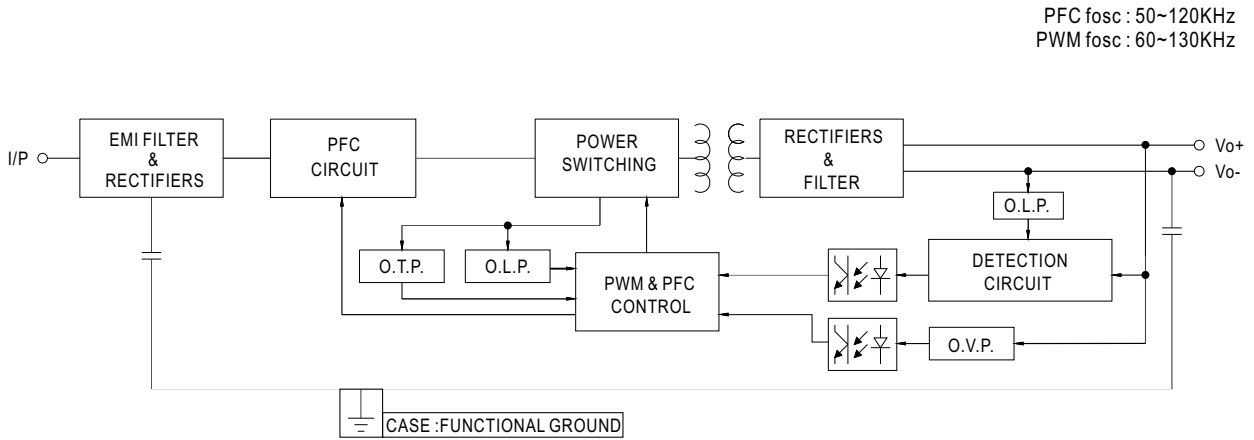 PFC fosc : 50~120KHz
PWM fosc : 60~130KHz
I/P
EMI FILTER
&
RECTIFIERS
PFC
CIRCUIT
POWER
SWITCHING
RECTIFIERS
&
FILTER
Vo+
Vo-
O.L.P.
O.T.P.
O.L.P.
PWM & PFC
CONTROL
DETECTION
CIRCUIT
O.V.P.
CASE :FUNCTIONAL GROUND